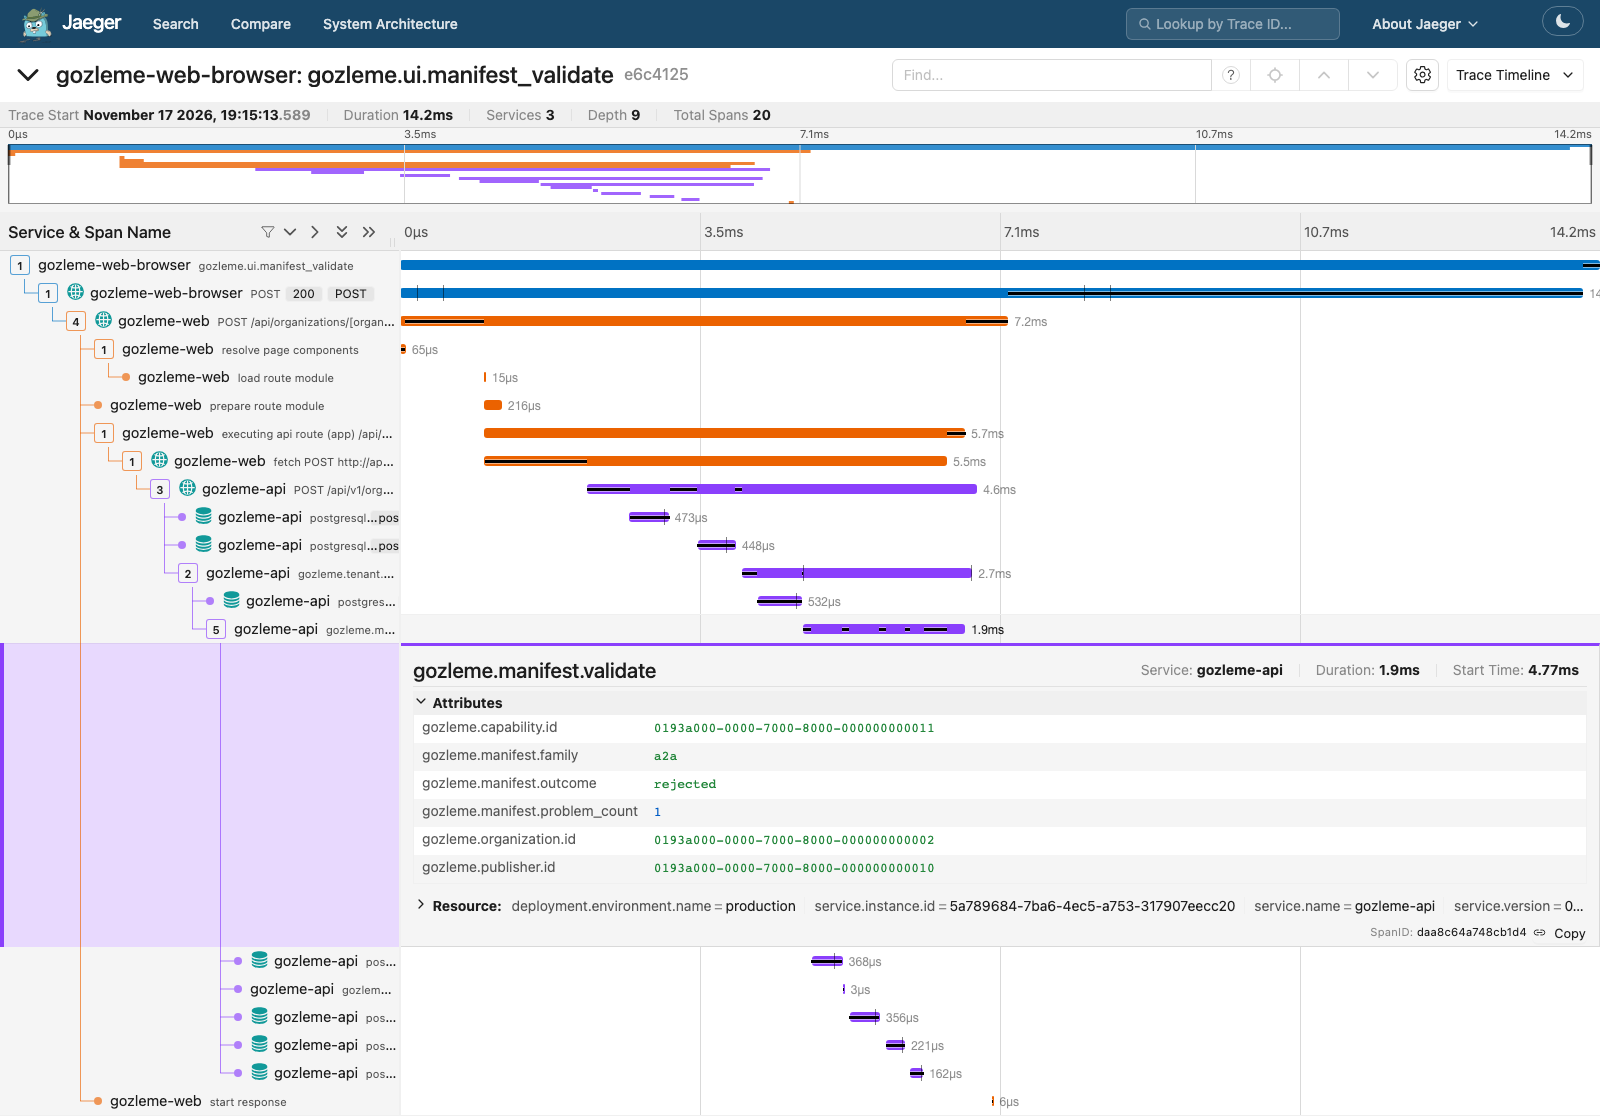 Jaeger Search Compare System Architecture Lookup by Trace ID... About Jaeger
gozleme-web-browser: gozleme.ui.manifest_validate e6c4125 Find... ? Trace Timeline
Trace Start November 17 2026, 19:15:13.589 Duration 14.2ms Services 3 Depth 9 Total Spans 20
0μs 3.5ms 7.1ms 10.7ms 14.2ms
Service & Span Name 0μs 3.5ms 7.1ms 10.7ms 14.2ms
1 gozleme-web-browser gozleme.ui.manifest_validate
1 gozleme-web-browser POST 200 POST 14
4 gozleme-web POST /api/organizations/[organ... 7.2ms
1 gozleme-web resolve page components 65μs
gozleme-web load route module 15μs
gozleme-web prepare route module 216μs
1 gozleme-web executing api route (app) /api/... 5.7ms
1 gozleme-web fetch POST http://ap... 5.5ms
3 gozleme-api POST /api/v1/org... 4.6ms
gozleme-api postgresql... pos 473μs
gozleme-api postgresql... pos 448μs
2 gozleme-api gozleme.tenant.... 2.7ms
gozleme-api postgres... 532μs
5 gozleme-api gozleme.m... 1.9ms
gozleme.manifest.validate Service: gozleme-api Duration: 1.9ms Start Time: 4.77ms
Attributes
gozleme.capability.id 0193a000-0000-7000-8000-000000000011
gozleme.manifest.family a2a
gozleme.manifest.outcome rejected
gozleme.manifest.problem_count 1
gozleme.organization.id 0193a000-0000-7000-8000-000000000002
gozleme.publisher.id 0193a000-0000-7000-8000-000000000010
Resource: deployment.environment.name = production service.instance.id = 5a789684-7ba6-4ec5-a753-317907eecc20 service.name = gozleme-api service.version = 0...
SpanID: daa8c64a748cb1d4 Copy
gozleme-api pos... 368μs
gozleme-api gozlem... 3μs
gozleme-api pos... 356μs
gozleme-api pos... 221μs
gozleme-api pos... 162μs
gozleme-web start response 6μs